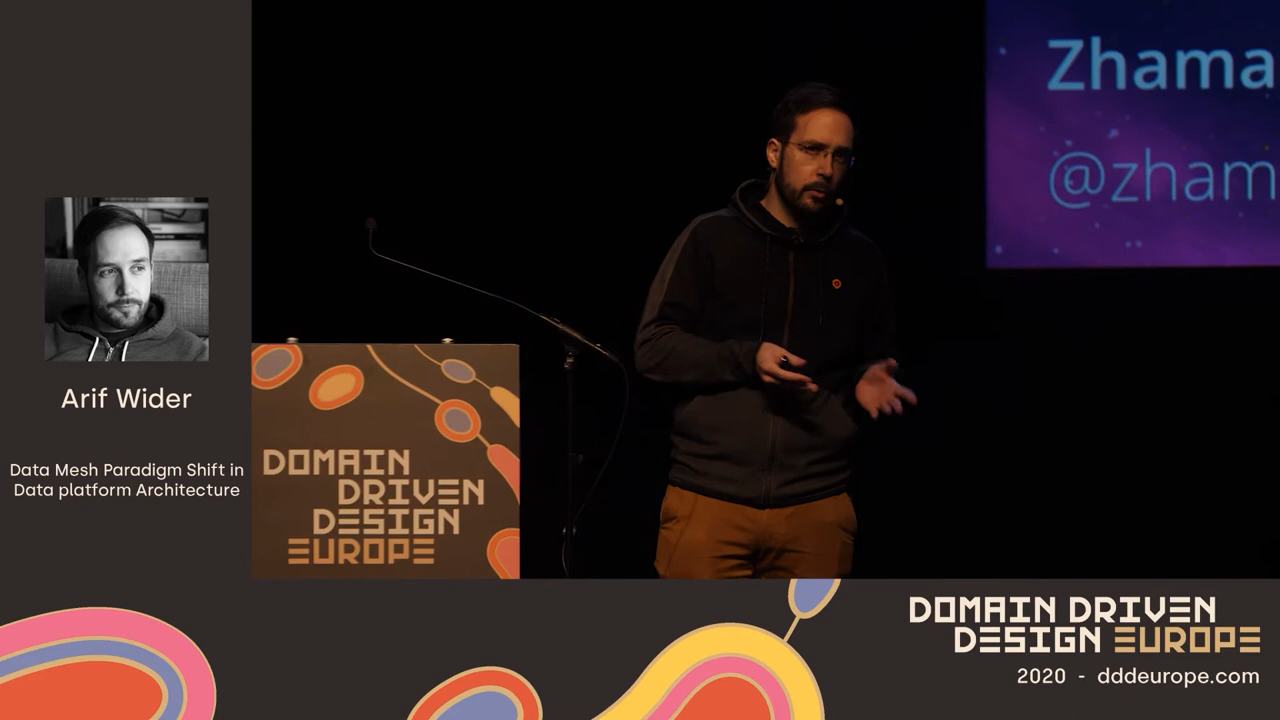 Arif Wider
Data Mesh Paradigm Shift in
Data platform Architecture
Zhama
@zham
DOMAIN
DRIVEN
DESIGN
EUROPE
DOMAIN DRIVEN
DESIGN EUROPE
2020 - dddeurope.com